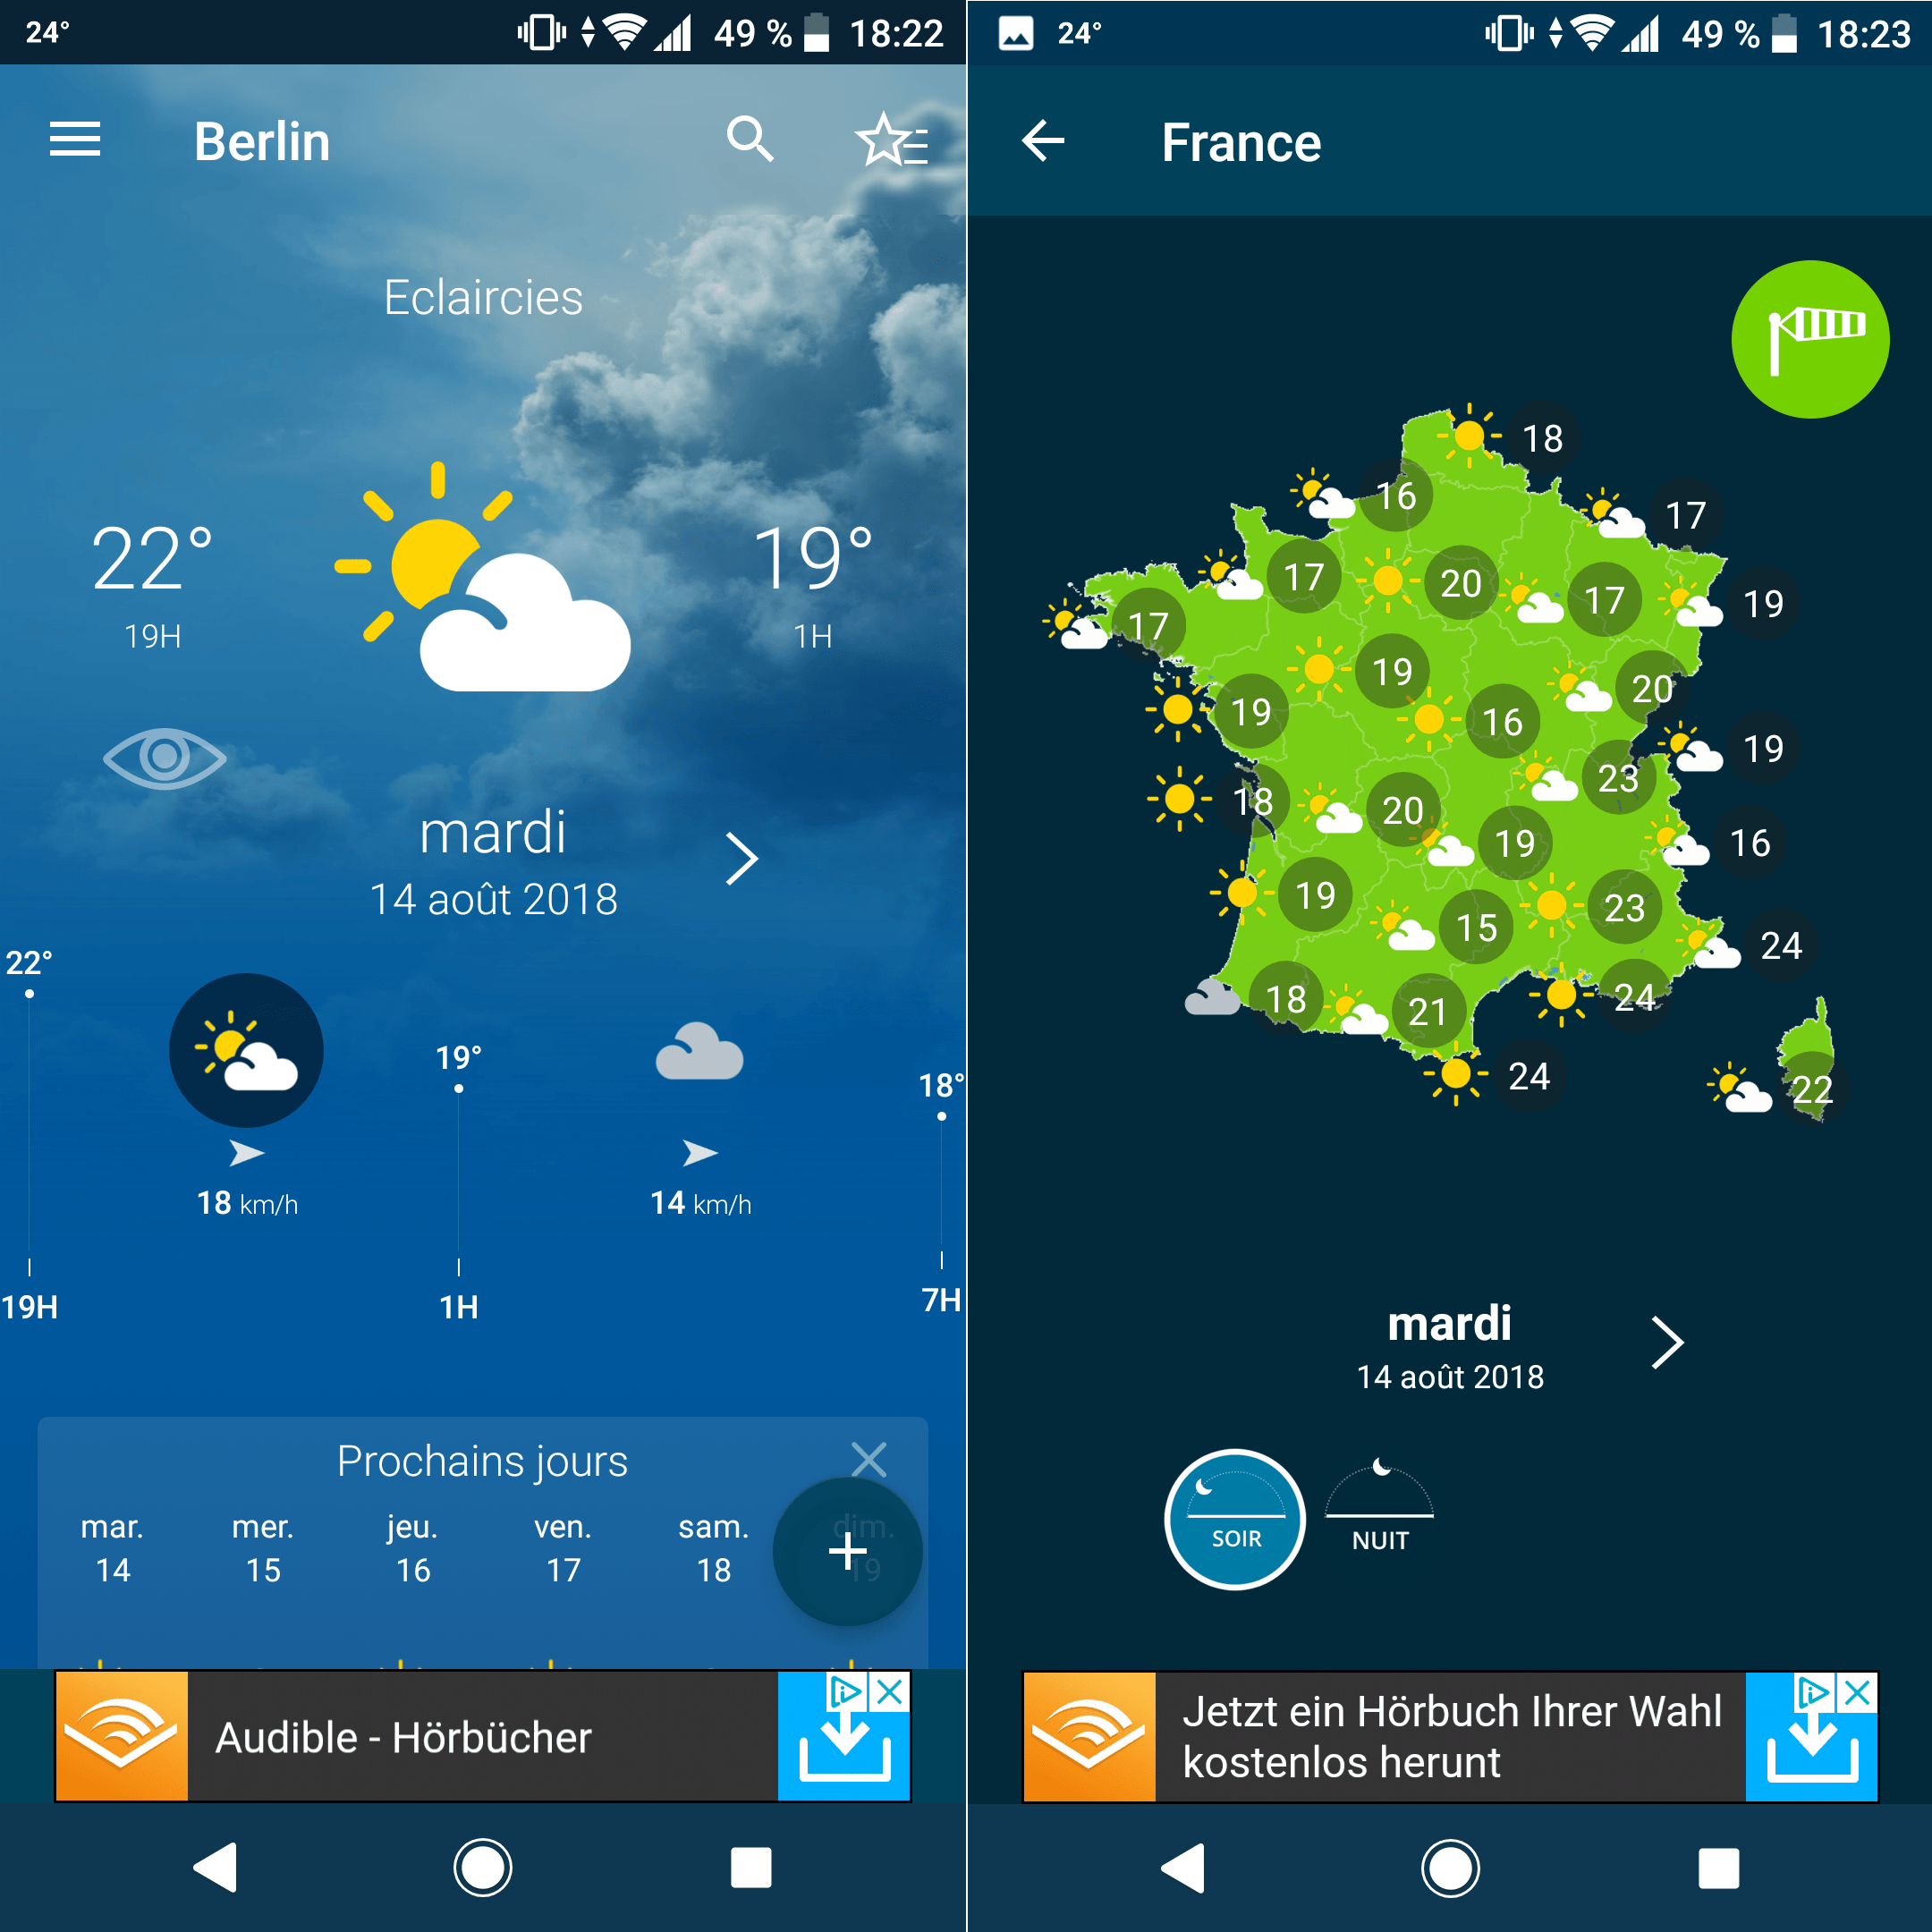 24°
49 %
18:22
Berlin
Eclaircies
22°
19°
19H
1H
mardi
14 août 2018
22°
19°
18°
18 km/h
14 km/h
19H
1H
7H
Prochains jours
mar.
mer.
jeu.
ven.
sam.
dim.
14
15
16
17
18
19
+
Audible - Hörbücher
24°
49 %
18:23
France
18
16
17
17
20
17
19
17
19
20
19
16
19
18
23
20
19
16
19
15
23
24
18
21
24
24
22
mardi
14 août 2018
SOIR
NUIT
Jetzt ein Hörbuch Ihrer Wahl
kostenlos herunt